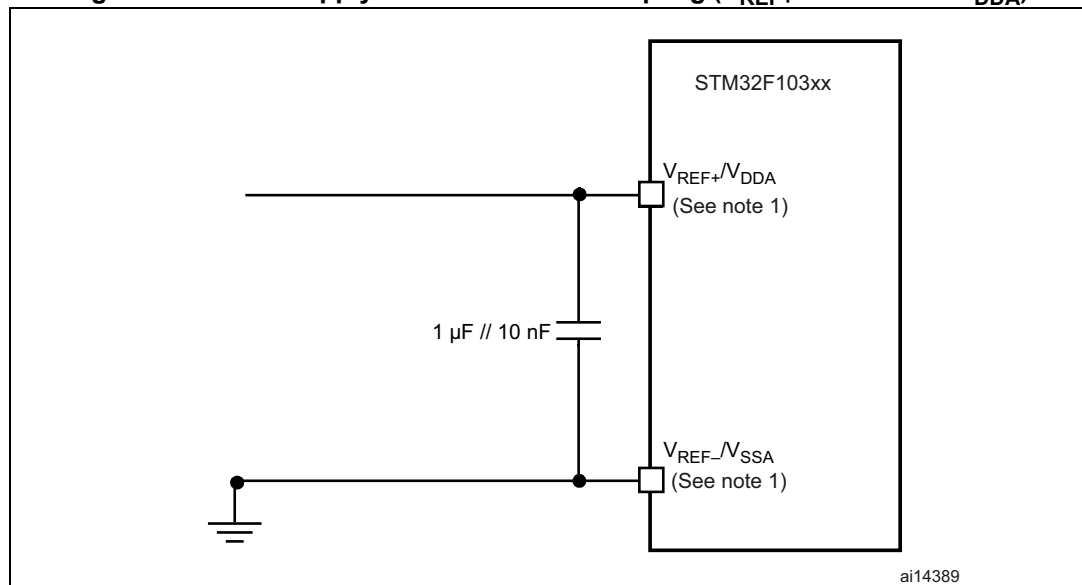 STM32F103xx
VREF+/VDDA
(See note 1)
1 µF // 10 nF
VREF–/VSSA
(See note 1)
ai14389